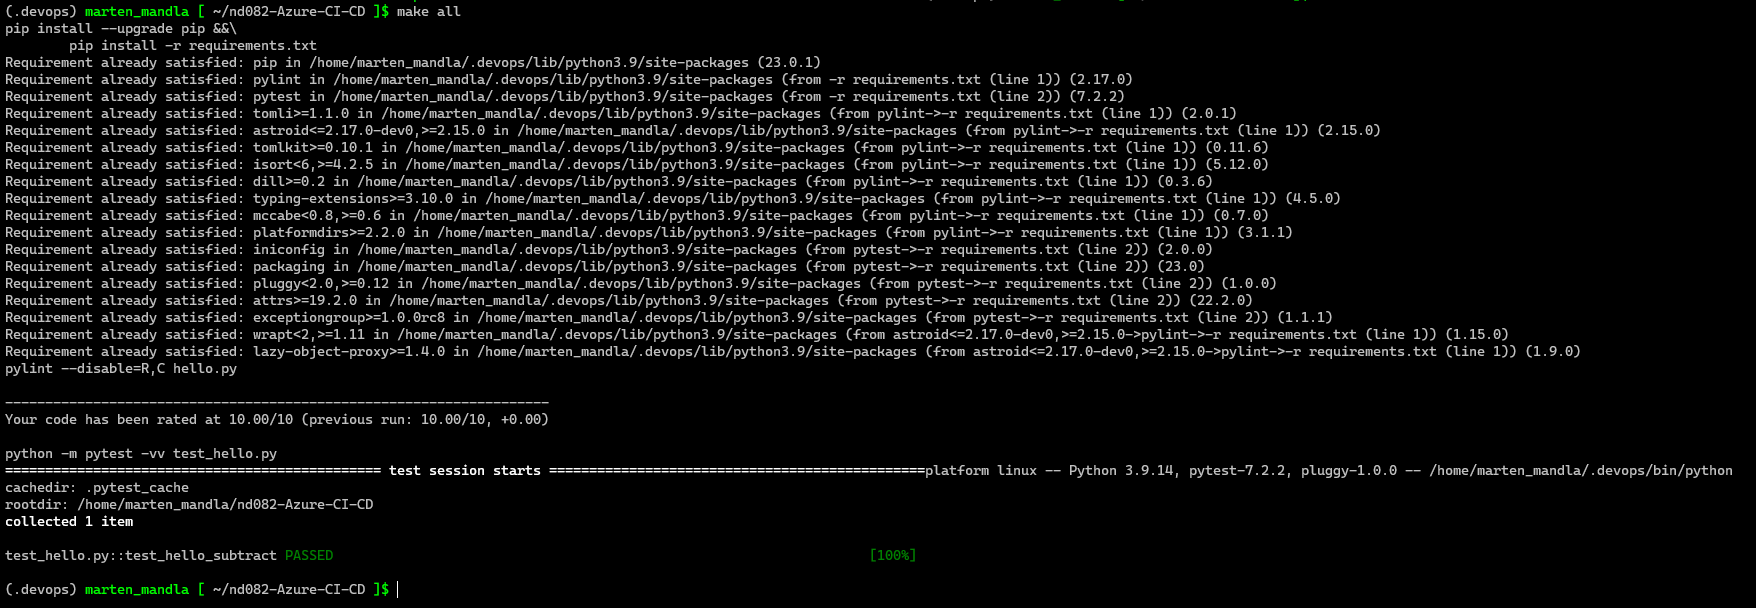 (.devops) marten_mandla [ ~/nd082-Azure-CI-CD ]$ make all
pip install --upgrade pip &&\
        pip install -r requirements.txt
Requirement already satisfied: pip in /home/marten_mandla/.devops/lib/python3.9/site-packages (23.0.1)
Requirement already satisfied: pylint in /home/marten_mandla/.devops/lib/python3.9/site-packages (from -r requirements.txt (line 1)) (2.17.0)
Requirement already satisfied: pytest in /home/marten_mandla/.devops/lib/python3.9/site-packages (from -r requirements.txt (line 2)) (7.2.2)
Requirement already satisfied: tomli>=1.1.0 in /home/marten_mandla/.devops/lib/python3.9/site-packages (from pylint->-r requirements.txt (line 1)) (2.0.1)
Requirement already satisfied: astroid<=2.17.0-dev0,>=2.15.0 in /home/marten_mandla/.devops/lib/python3.9/site-packages (from pylint->-r requirements.txt (line 1)) (2.15.0)
Requirement already satisfied: tomlkit>=0.10.1 in /home/marten_mandla/.devops/lib/python3.9/site-packages (from pylint->-r requirements.txt (line 1)) (0.11.6)
Requirement already satisfied: isort<6,>=4.2.5 in /home/marten_mandla/.devops/lib/python3.9/site-packages (from pylint->-r requirements.txt (line 1)) (5.12.0)
Requirement already satisfied: dill>=0.2 in /home/marten_mandla/.devops/lib/python3.9/site-packages (from pylint->-r requirements.txt (line 1)) (0.3.6)
Requirement already satisfied: typing-extensions>=3.10.0 in /home/marten_mandla/.devops/lib/python3.9/site-packages (from pylint->-r requirements.txt (line 1)) (4.5.0)
Requirement already satisfied: mccabe<0.8,>=0.6 in /home/marten_mandla/.devops/lib/python3.9/site-packages (from pylint->-r requirements.txt (line 1)) (0.7.0)
Requirement already satisfied: platformdirs>=2.2.0 in /home/marten_mandla/.devops/lib/python3.9/site-packages (from pylint->-r requirements.txt (line 1)) (3.1.1)
Requirement already satisfied: iniconfig in /home/marten_mandla/.devops/lib/python3.9/site-packages (from pytest->-r requirements.txt (line 2)) (2.0.0)
Requirement already satisfied: packaging in /home/marten_mandla/.devops/lib/python3.9/site-packages (from pytest->-r requirements.txt (line 2)) (23.0)
Requirement already satisfied: pluggy<2.0,>=0.12 in /home/marten_mandla/.devops/lib/python3.9/site-packages (from pytest->-r requirements.txt (line 2)) (1.0.0)
Requirement already satisfied: attrs>=19.2.0 in /home/marten_mandla/.devops/lib/python3.9/site-packages (from pytest->-r requirements.txt (line 2)) (22.2.0)
Requirement already satisfied: exceptiongroup>=1.0.0rc8 in /home/marten_mandla/.devops/lib/python3.9/site-packages (from pytest->-r requirements.txt (line 2)) (1.1.1)
Requirement already satisfied: wrapt<2,>=1.11 in /home/marten_mandla/.devops/lib/python3.9/site-packages (from astroid<=2.17.0-dev0,>=2.15.0->pylint->-r requirements.txt (line 1)) (1.15.0)
Requirement already satisfied: lazy-object-proxy>=1.4.0 in /home/marten_mandla/.devops/lib/python3.9/site-packages (from astroid<=2.17.0-dev0,>=2.15.0->pylint->-r requirements.txt (line 1)) (1.9.0)
pylint --disable=R,C hello.py
--------------------------------------------------------------------
Your code has been rated at 10.00/10 (previous run: 10.00/10, +0.00)
python -m pytest -vv test_hello.py
=============================================== test session starts ===============================================platform linux -- Python 3.9.14, pytest-7.2.2, pluggy-1.0.0 -- /home/marten_mandla/.devops/bin/python
cachedir: .pytest_cache
rootdir: /home/marten_mandla/nd082-Azure-CI-CD
collected 1 item
test_hello.py::test_hello_subtract PASSED [100%]
(.devops) marten_mandla [ ~/nd082-Azure-CI-CD ]$